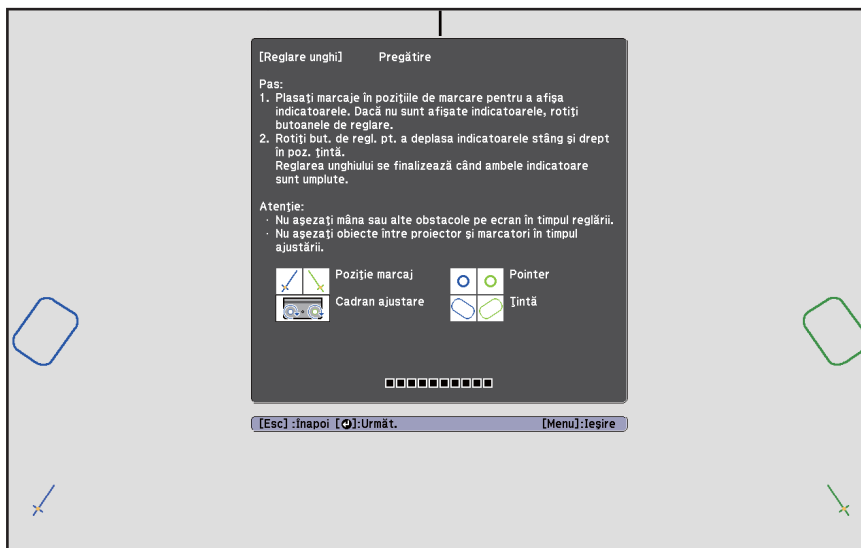 [Reglare unghi] Pregătire
Pas:
1. Plasaţi marcaje în poziţiile de marcare pentru a afişa
indicatoarele. Dacă nu sunt afişate indicatoarele, rotiţi
butoanele de reglare.
2. Rotiţi but. de regl. pt. a deplasa indicatoarele stâng şi drept
în poz. ţintă.
Reglarea unghiului se finalizează când ambele indicatoare
sunt umplute.
Atenţie:
· Nu aşezaţi mâna sau alte obstacole pe ecran în timpul reglării.
· Nu aşezaţi obiecte între proiector şi marcatori în timpul
ajustării.
Poziţie marcaj Pointer
Cadran ajustare Ţintă
[Esc] :Înapoi [⏎]:Următ. [Menu]:Ieşire